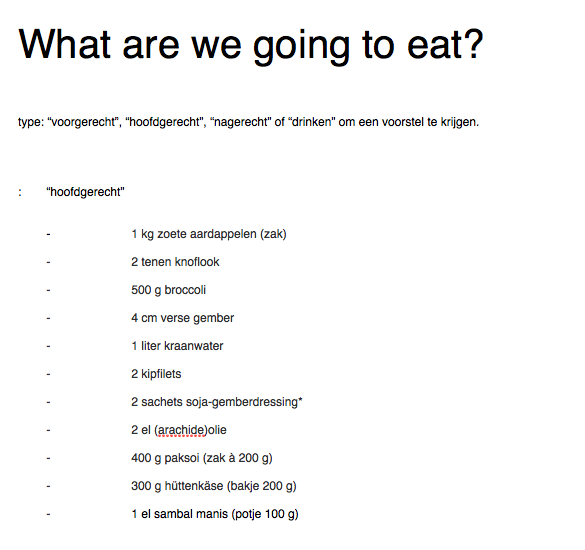 What are we going to eat?
type: “voorgerecht”, “hoofdgerecht”, “nagerecht” of “drinken” om een voorstel te krijgen.
: “hoofdgerecht”
- 1 kg zoete aardappelen (zak)
- 2 tenen knoflook
- 500 g broccoli
- 4 cm verse gember
- 1 liter kraanwater
- 2 kipfilets
- 2 sachets soja-gemberdressing*
- 2 el (arachide)olie
- 400 g paksoi (zak à 200 g)
- 300 g hüttenkäse (bakje 200 g)
- 1 el sambal manis (potje 100 g)